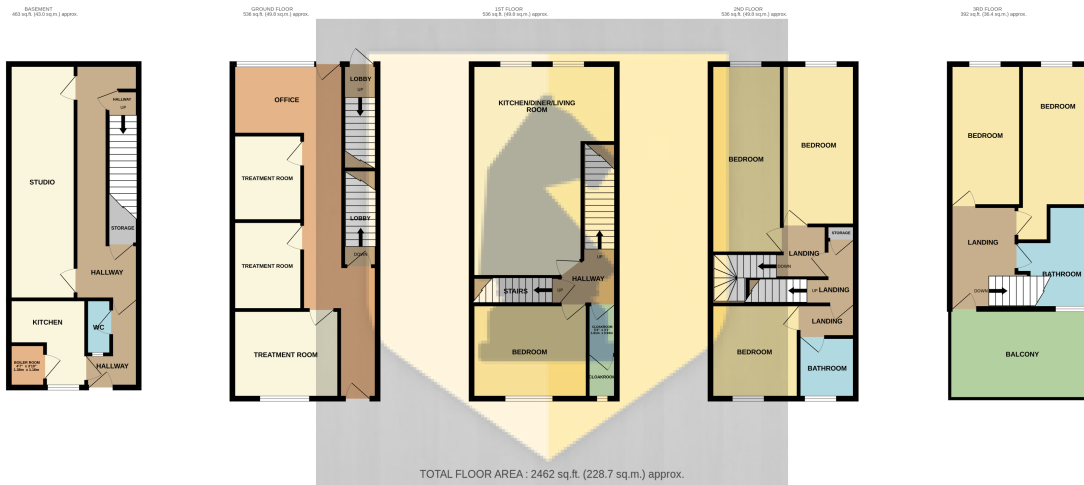 BASEMENT
463 sq.ft. (43.0 sq.m.) approx.
STUDIO
HALLWAY
UP
STORAGE
HALLWAY
KITCHEN
WC
BOILER ROOM
HALLWAY
GROUND FLOOR
536 sq.ft. (49.8 sq.m.) approx.
OFFICE
LOBBY
UP
TREATMENT ROOM
LOBBY
DOWN
TREATMENT ROOM
TREATMENT ROOM
1ST FLOOR
536 sq.ft. (49.8 sq.m.) approx.
KITCHEN/DINER/LIVING
ROOM
UP
HALLWAY
STAIRS
UP
BEDROOM
CLOAKROOM
CLOAKROOM
2ND FLOOR
536 sq.ft. (49.8 sq.m.) approx.
BEDROOM
BEDROOM
STORAGE
LANDING
DOWN
UP
LANDING
LANDING
BEDROOM
BATHROOM
3RD FLOOR
392 sq.ft. (36.4 sq.m.) approx.
BEDROOM
BEDROOM
LANDING
BATHROOM
DOWN
BALCONY
TOTAL FLOOR AREA : 2462 sq.ft. (228.7 sq.m.) approx.